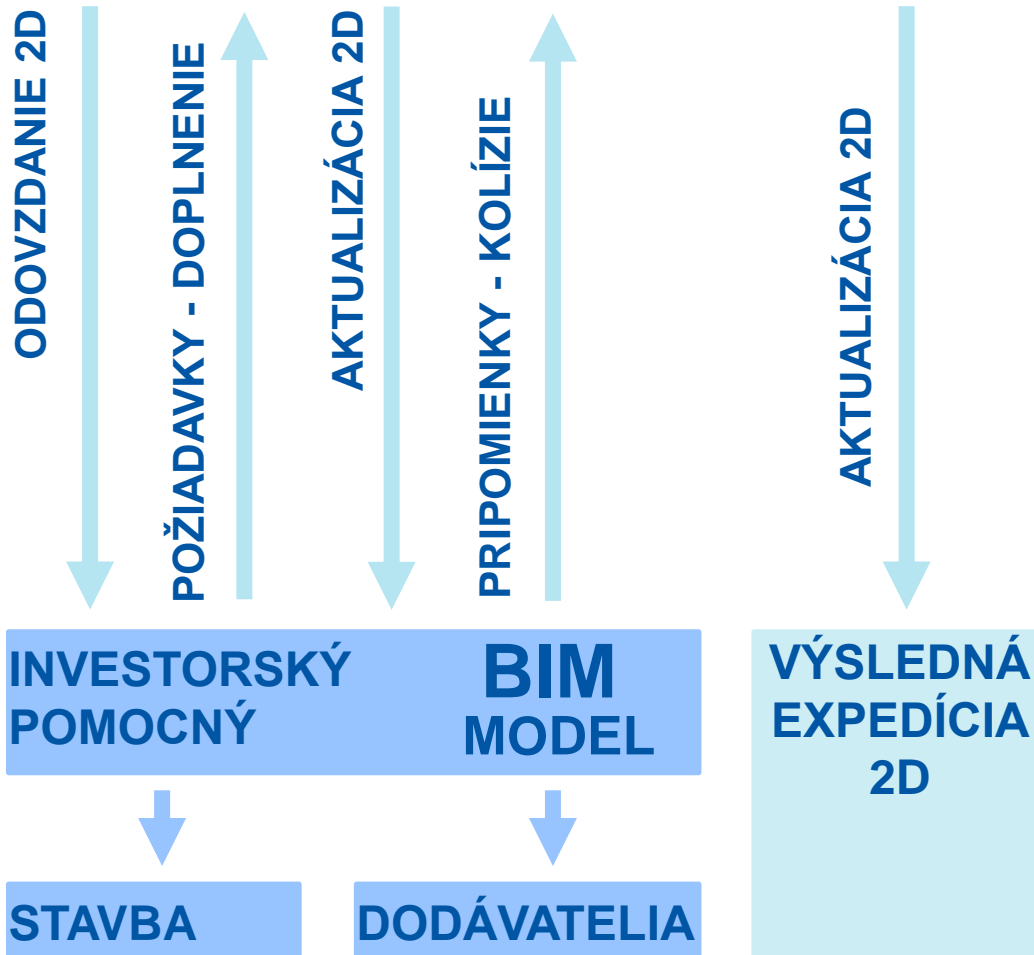 ODOVZDANIE 2D
POŽIADAVKY - DOPLNENIE
AKTUALIZÁCIA 2D
PRIPOMIENKY - KOLÍZIE
AKTUALIZÁCIA 2D
INVESTORSKÝ
POMOCNÝ
BIM
MODEL
VÝSLEDNÁ
EXPEDÍCIA
2D
STAVBA
DODÁVATELIA